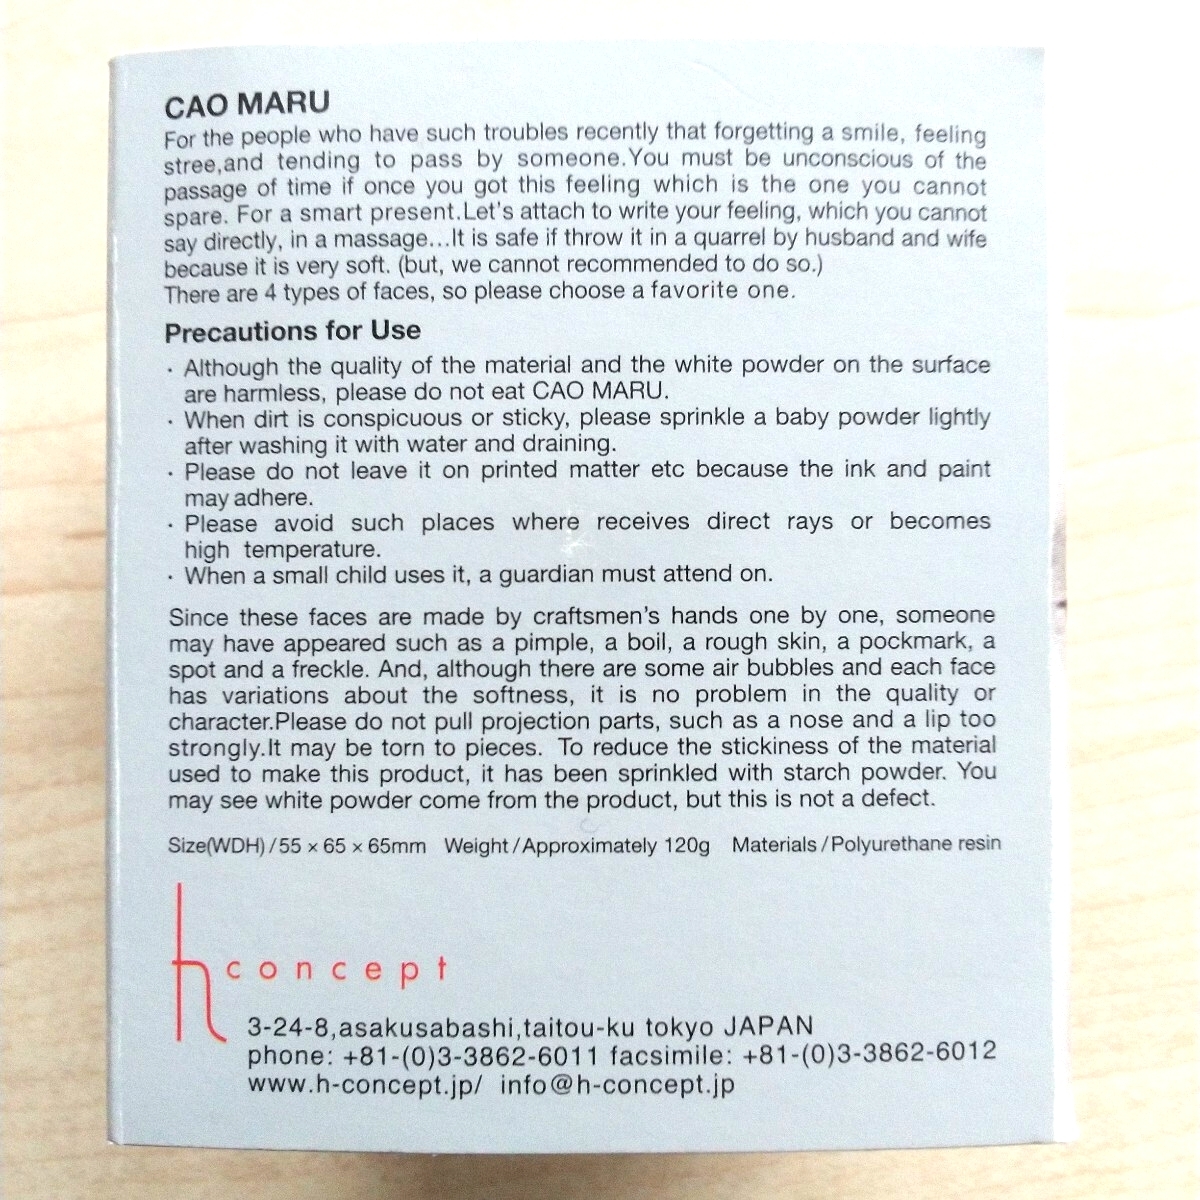 CAO MARU
For the people who have such troubles recently that forgetting a smile, feeling
stree,and tending to pass by someone.You must be unconscious of the
passage of time if once you got this feeling which is the one you cannot
spare. For a smart present.Let's attach to write your feeling, which you cannot
say directly, in a massage...It is safe if throw it in a quarrel by husband and wife
because it is very soft. (but, we cannot recommended to do so.)
There are 4 types of faces, so please choose a favorite one.
Precautions for Use
· Although the quality of the material and the white powder on the surface
are harmless, please do not eat CAO MARU.
· When dirt is conspicuous or sticky, please sprinkle a baby powder lightly
after washing it with water and draining.
· Please do not leave it on printed matter etc because the ink and paint
may adhere.
· Please avoid such places where receives direct rays or becomes
high temperature.
· When a small child uses it, a guardian must attend on.
Since these faces are made by craftsmen's hands one by one, someone
may have appeared such as a pimple, a boil, a rough skin, a pockmark, a
spot and a freckle. And, although there are some air bubbles and each face
has variations about the softness, it is no problem in the quality or
character.Please do not pull projection parts, such as a nose and a lip too
strongly.It may be torn to pieces. To reduce the stickiness of the material
used to make this product, it has been sprinkled with starch powder. You
may see white powder come from the product, but this is not a defect.
Size(WDH)/55 × 65 × 65mm Weight/Approximately 120g Materials/Polyurethane resin
h concept
3-24-8,asakusabashi,taitou-ku tokyo JAPAN
phone: +81-(0)3-3862-6011 facsimile: +81-(0)3-3862-6012
www.h-concept.jp/ info@h-concept.jp